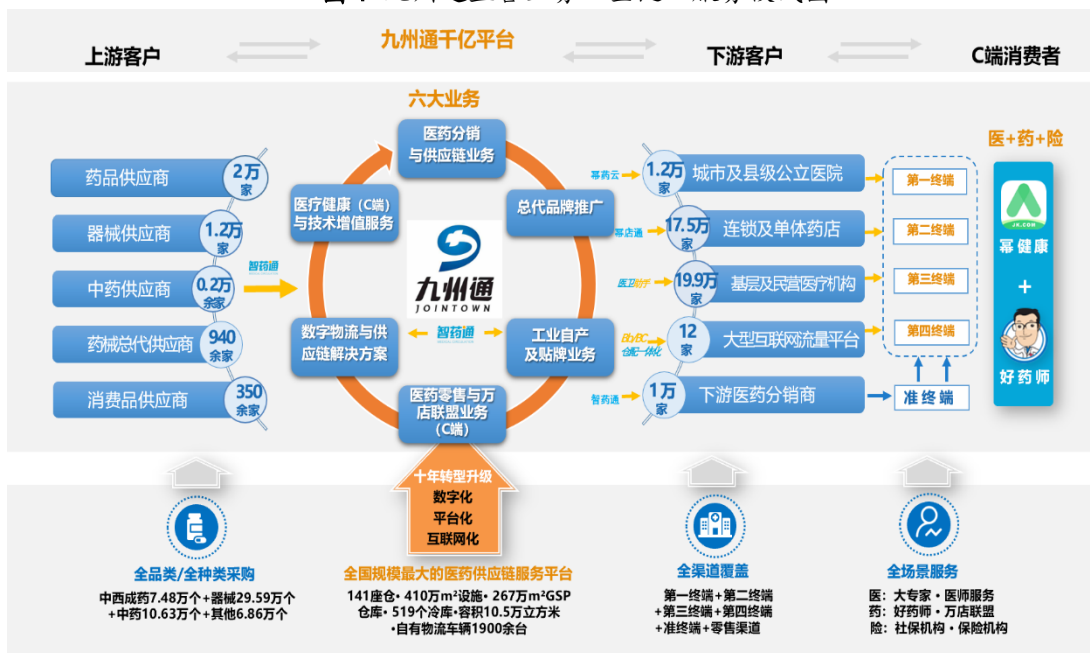 上游客户
九州通千亿平台
下游客户
C端消费者
六大业务
医药分销
与供应链业务
总代品牌推广
工业自产
及贴牌业务
医药零售与万
店联盟业务
(C端)
数字物流与供
应链解决方案
医疗健康(C端)
与技术增值服务
九州通
JOINTOWN
智药通
药品供应商
2万
家
器械供应商
1.2万
家
中药供应商
0.2万
余家
药械总代供应商
940
余家
消费品供应商
350
余家
智药通
幂药云
1.2万
家
城市及县级公立医院
第一终端
幂店通
17.5万
家
连锁及单体药店
第二终端
医卫助手
19.9万
家
基层及民营医疗机构
第三终端
仓配一体化
12
家
大型互联网流量平台
第四终端
智药通
1万
家
下游医药分销商
准终端
医+药+险
JK.COM
幂健康
+
好药师
十年转型升级
数字化
平台化
互联网化
全品类/全种类采购
中西成药7.48万个+器械29.59万个
+中药10.63万个+其他6.86万个
全国规模最大的医药供应链服务平台
141座仓·410万m²设施·267万m²GSP
仓库·519个冷库·容积10.5万立方米
·自有物流车辆1900余台
全渠道覆盖
第一终端+第二终端
+第三终端+第四终端
+准终端+零售渠道
全场景服务
医:大专家·医师服务
药:好药师·万店联盟
险:社保机构·保险机构